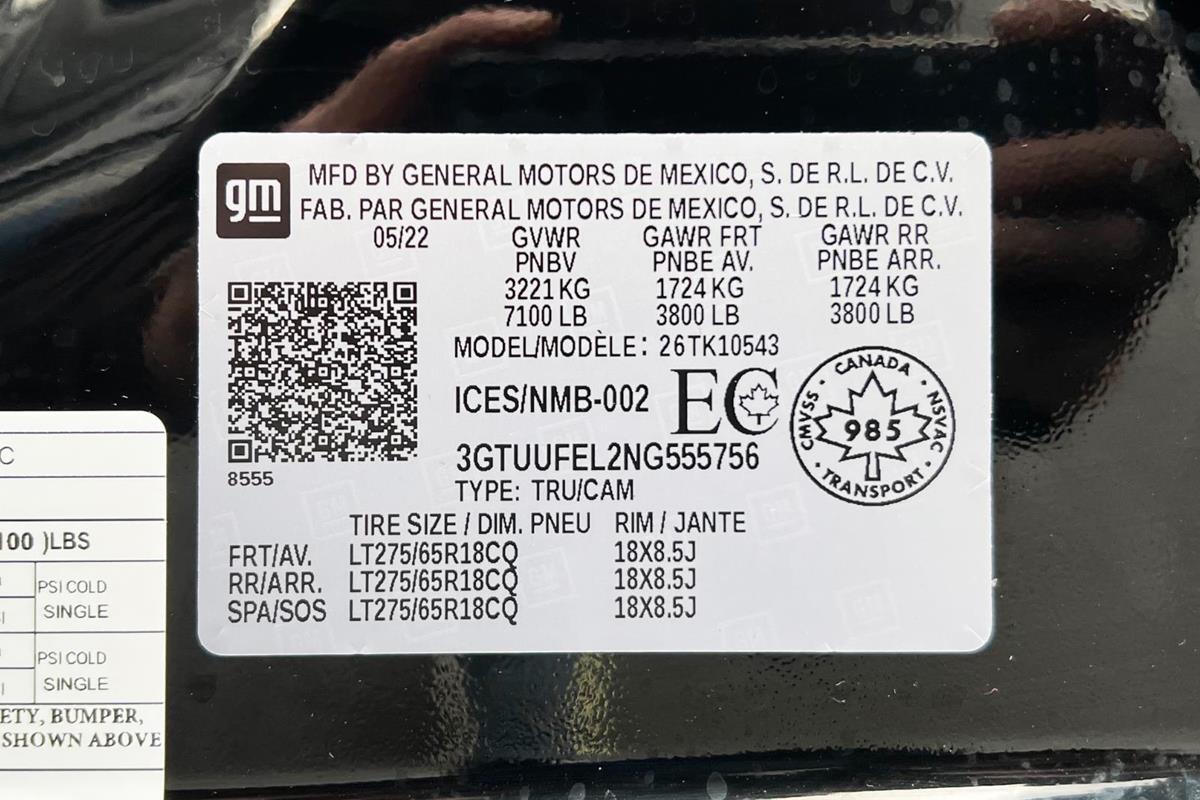 gm
MFD BY GENERAL MOTORS DE MEXICO, S. DE R.L. DE C.V.
FAB. PAR GENERAL MOTORS DE MEXICO, S. DE R.L. DE C.V.
05/22 GVWR GAWR FRT GAWR RR
PNBV PNBE AV. PNBE ARR.
3221 KG 1724 KG 1724 KG
7100 LB 3800 LB 3800 LB
MODEL/MODÈLE: 26TK10543
ICES/NMB-002 EC
CANADA
CMVSS 985 NSVAC
TRANSPORT
3GTUUFEL2NG555756
8555
TYPE: TRU/CAM
TIRE SIZE / DIM. PNEU RIM / JANTE
FRT/AV. LT275/65R18CQ 18X8.5J
RR/ARR. LT275/65R18CQ 18X8.5J
SPA/SOS LT275/65R18CQ 18X8.5J
C
100 )LBS
PSI COLD
SINGLE
PSI COLD
SINGLE
ETY, BUMPER,
SHOWN ABOVE